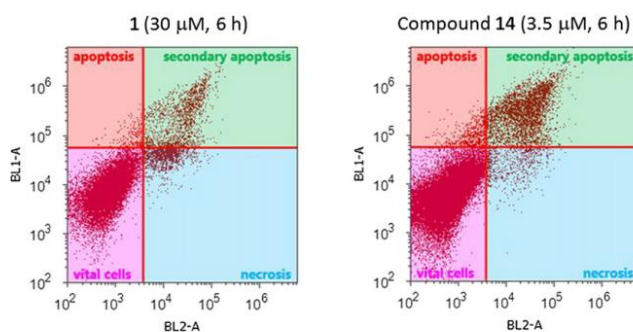 1 (30 µM, 6 h)
apoptosis secondary apoptosis
10⁶
10⁵
BL1-A
10⁴
10³
10²
vital cells necrosis
10² 10³ 10⁴ 10⁵ 10⁶
BL2-A
Compound 14 (3.5 µM, 6 h)
apoptosis secondary apoptosis
10⁶
10⁵
BL1-A
10⁴
10³
10²
vital cells necrosis
10² 10³ 10⁴ 10⁵ 10⁶
BL2-A